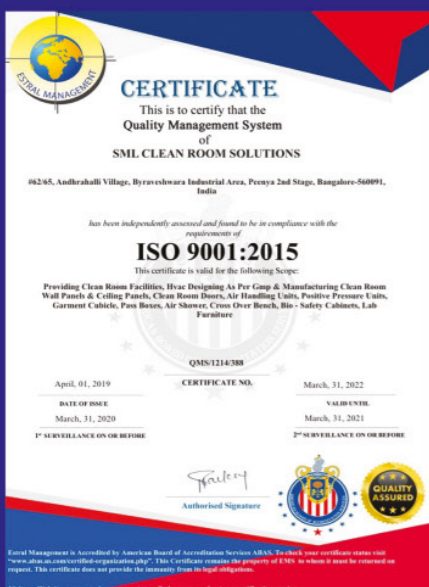 ESTRAL MANAGEMENT
CERTIFICATE
This is to certify that the
Quality Management System
of
SML CLEAN ROOM SOLUTIONS
#62/65, Andhrahalli Village, Byraveshwara Industrial Area, Peenya 2nd Stage, Bangalore-560091,
India
has been independently assessed and found to be in compliance with the
requirements of
ISO 9001:2015
This certificate is valid for the following Scope:
Providing Clean Room Facilities, Hvac Designing As Per Gmp & Manufacturing Clean Room
Wall Panels & Ceiling Panels, Clean Room Doors, Air Handling Units, Positive Pressure Units,
Garment Cubicle, Pass Boxes, Air Shower, Cross Over Bench, Bio - Safety Cabinets, Lab
Furniture
QMS/1214/388
CERTIFICATE NO.
April, 01, 2019
DATE OF ISSUE
March, 31, 2022
VALID UNTIL
March, 31, 2020
1st SURVEILLANCE ON OR BEFORE
March, 31, 2021
2nd SURVEILLANCE ON OR BEFORE
Authorised Signature
QUALITY
ASSURED
Estral Management is Accredited by American Board of Accreditation Services ABAS. To check your certificate status visit
"www.abas.us.com/certified-organization.php". This Certificate remains the property of EMS to whom it must be returned on
request. This certificate does not provide the immunity from its legal obligations.